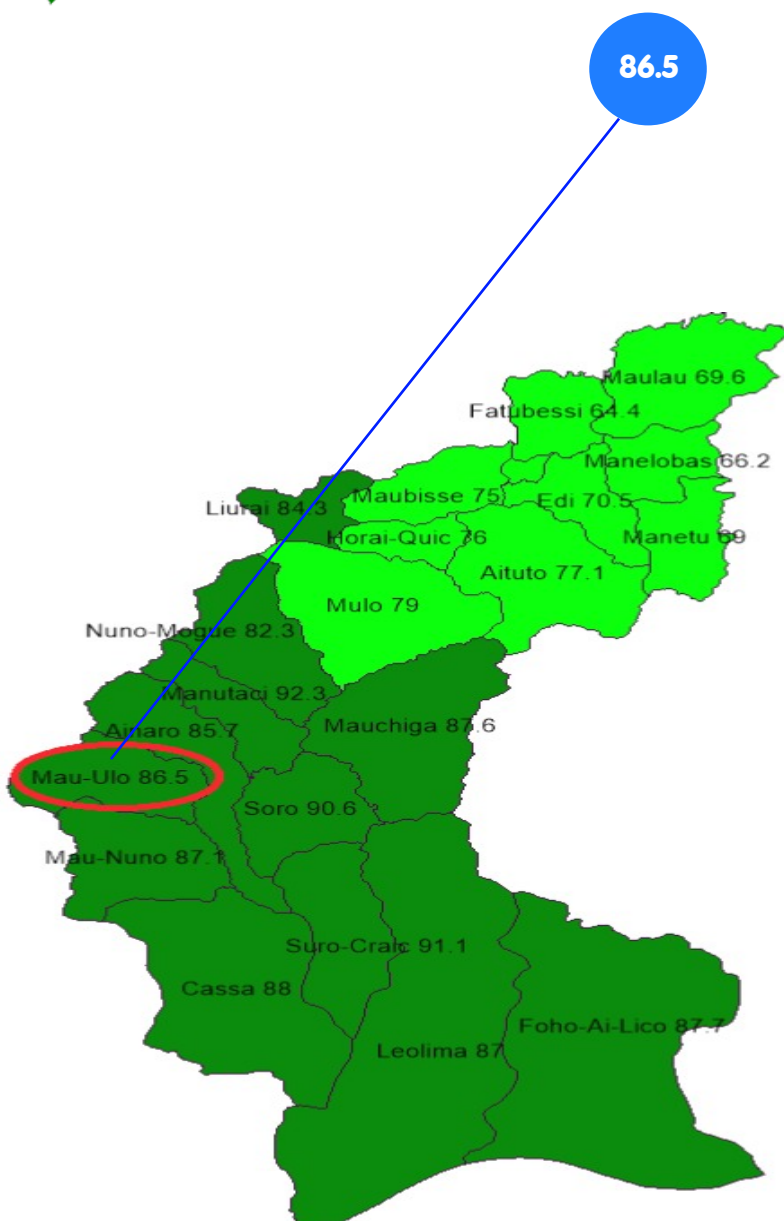 86.5
Maulau 69.6
Fatubessi 64.4
Manelobas 66.2
Maubisse 75
Edi 70.5
Liurai 84.3
Horai-Quic 76
Manetu 69
Aituto 77.1
Mulo 79
Nuno-Mogue 82.3
Manutaci 92.3
Mauchiga 87.6
Ainaro 85.7
Mau-Ulo 86.5
Soro 90.6
Mau-Nuno 87.1
Suro-Craic 91.1
Cassa 88
Foho-Ai-Lico 87.7
Leolima 87